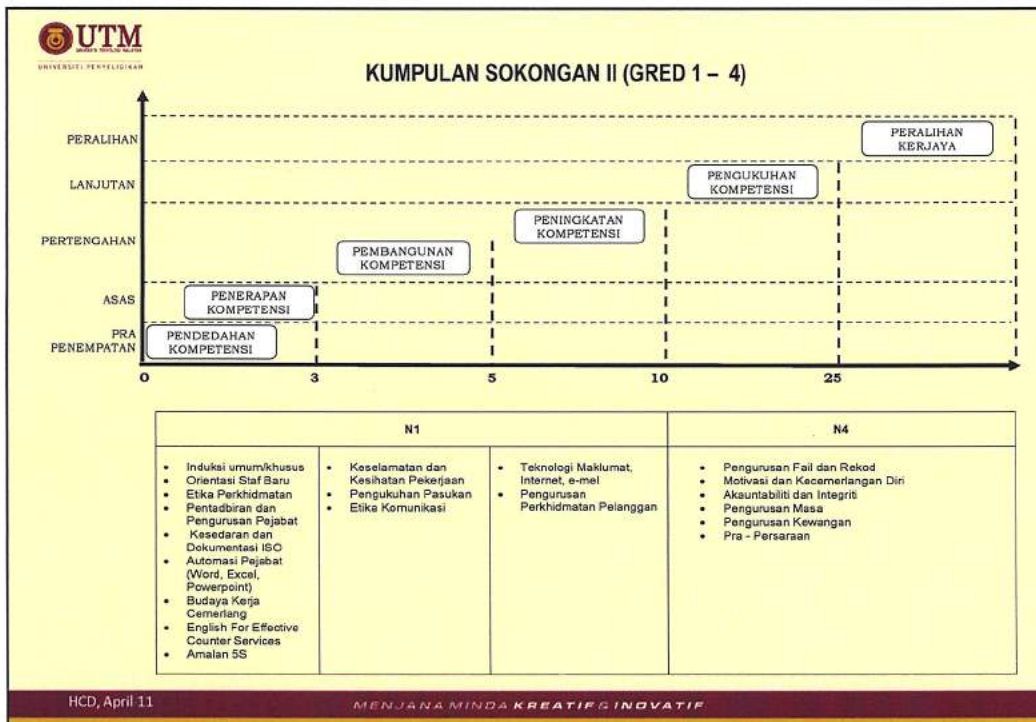 UTM
UNIVERSITI TEKNOLOGI MALAYSIA
UNIVERSITI PENYELIDIKAN
KUMPULAN SOKONGAN II (GRED 1 – 4)
PERALIHAN
PERALIHAN
KERJAYA
LANJUTAN
PENGUKUHAN
KOMPETENSI
PERTENGAHAN
PENINGKATAN
KOMPETENSI
PEMBANGUNAN
KOMPETENSI
ASAS
PENERAPAN
KOMPETENSI
PRA
PENEMPATAN
PENDEDAHAN
KOMPETENSI
0 3 5 10 25
N1
N4
• Induksi umum/khusus
• Orientasi Staf Baru
• Etika Perkhidmatan
• Pentadbiran dan
Pengurusan Pejabat
• Kesedaran dan
Dokumentasi ISO
• Automasi Pejabat
(Word, Excel,
Powerpoint)
• Budaya Kerja
Cemerlang
• English For Effective
Counter Services
• Amalan 5S
• Keselamatan dan
Kesihatan Pekerjaan
• Pengukuhan Pasukan
• Etika Komunikasi
• Teknologi Maklumat,
Internet, e-mel
• Pengurusan
Perkhidmatan Pelanggan
• Pengurusan Fail dan Rekod
• Motivasi dan Kecemerlangan Diri
• Akauntabiliti dan Integriti
• Pengurusan Masa
• Pengurusan Kewangan
• Pra - Persaraan
HCD, April 11
MENJANA MINDA KREATIF & INOVATIF